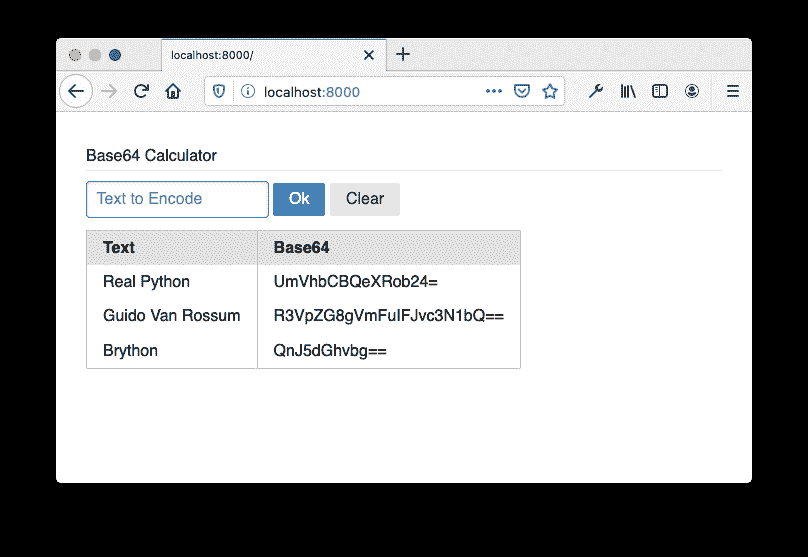 localhost:8000/
localhost:8000
Base64 Calculator
Text to Encode Ok Clear
Text Base64
Real Python UmVhbCBQeXRob24=
Guido Van Rossum R3VpZG8gVmFuIFJvc3N1bQ==
Brython QnJ5dGhvbg==